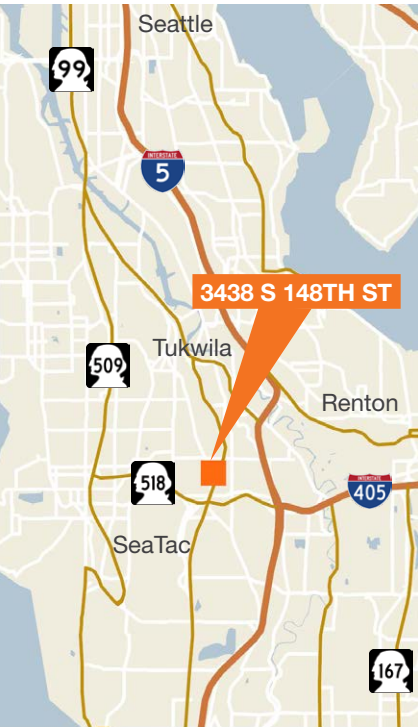 Seattle
99
INTERSTATE
5
3438 S 148TH ST
Tukwila
509
Renton
518
INTERSTATE
405
SeaTac
167